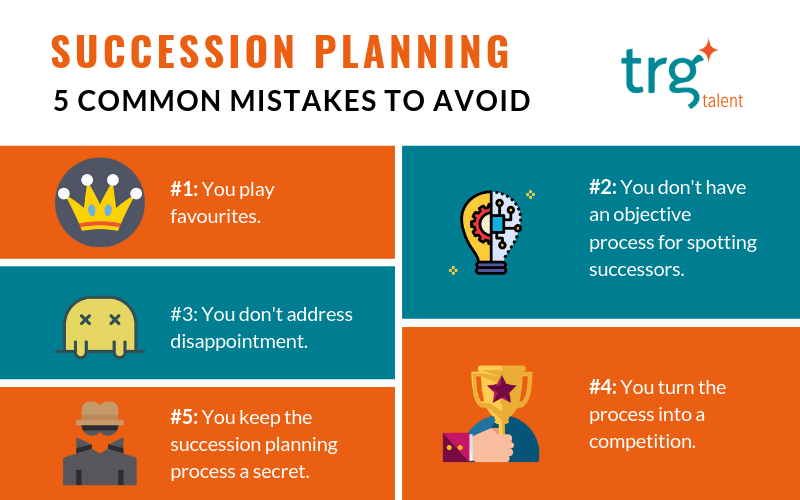 SUCCESSION PLANNING
5 COMMON MISTAKES TO AVOID
trg
talent
#1: You play
favourites.
#2: You don't have
an objective
process for spotting
successors.
#3: You don't address
disappointment.
#4: You turn the
process into a
competition.
#5: You keep the
succession planning
process a secret.